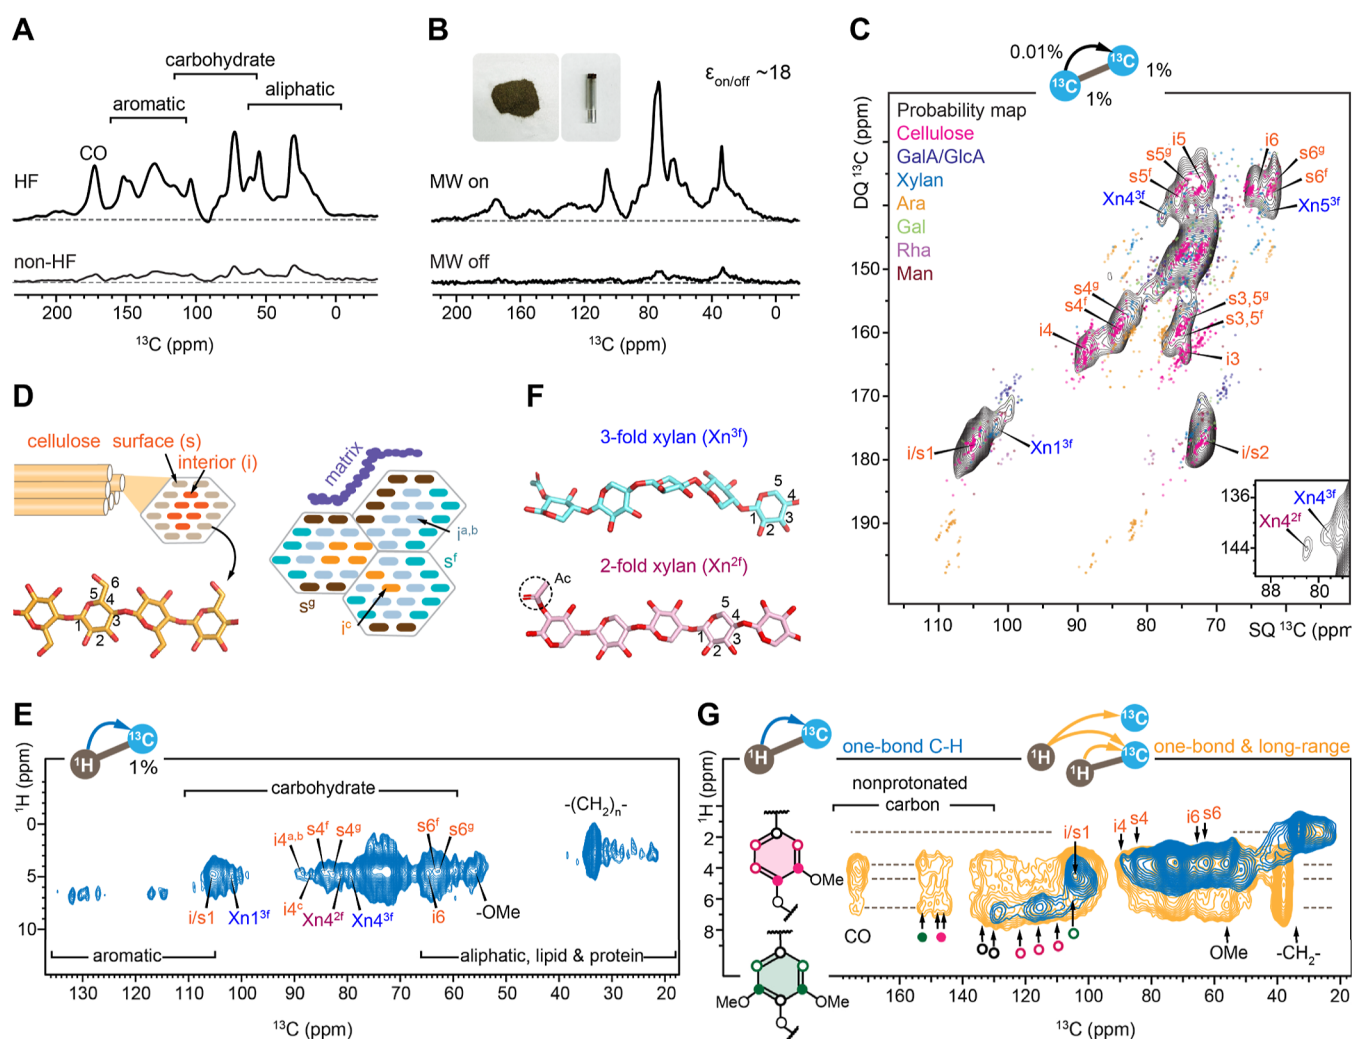 A
carbohydrate
aromatic
aliphatic
CO
HF
non-HF
200
150
100
50
0
13C (ppm)
B
εon/off ~18
MW on
MW off
200
160
120
80
40
0
13C (ppm)
C
0.01%
13C
13C
1%
1%
DQ 13C (ppm)
Probability map
Cellulose
GalA/GlcA
Xylan
Ara
Gal
Rha
Man
i5
s5g
s5f
Xn43f
i6
s6g
s6f
Xn53f
150
s4g
s4f
i4
s3,5g
s3,5f
i3
160
170
i/s1
Xn13f
i/s2
180
190
136
144
Xn43f
Xn42f
88
80
110
100
90
80
70
SQ 13C (ppm
D
cellulose
surface (s)
interior (i)
matrix
ia,b
sf
sg
ic
6
5
4
1
3
2
F
3-fold xylan (Xn3f)
5
4
1
3
2
2-fold xylan (Xn2f)
Ac
5
4
1
3
2
E
1H
13C
1%
1H (ppm)
0
5
10
carbohydrate
-(CH2)n-
i4a,b
s4f
s4g
s6f
s6g
i/s1
Xn13f
i4c
Xn42f
Xn43f
i6
-OMe
aromatic
aliphatic, lipid & protein
130
120
110
100
90
80
70
60
50
40
30
20
13C (ppm)
G
1H
13C
one-bond C-H
1H
13C
1H
13C
one-bond & long-range
1H (ppm)
2
4
6
8
nonprotonated
carbon
i/s1
i4
s4
i6
s6
CO
OMe
-CH2-
OMe
MeO
OMe
160
140
120
100
80
60
40
13C (ppm)